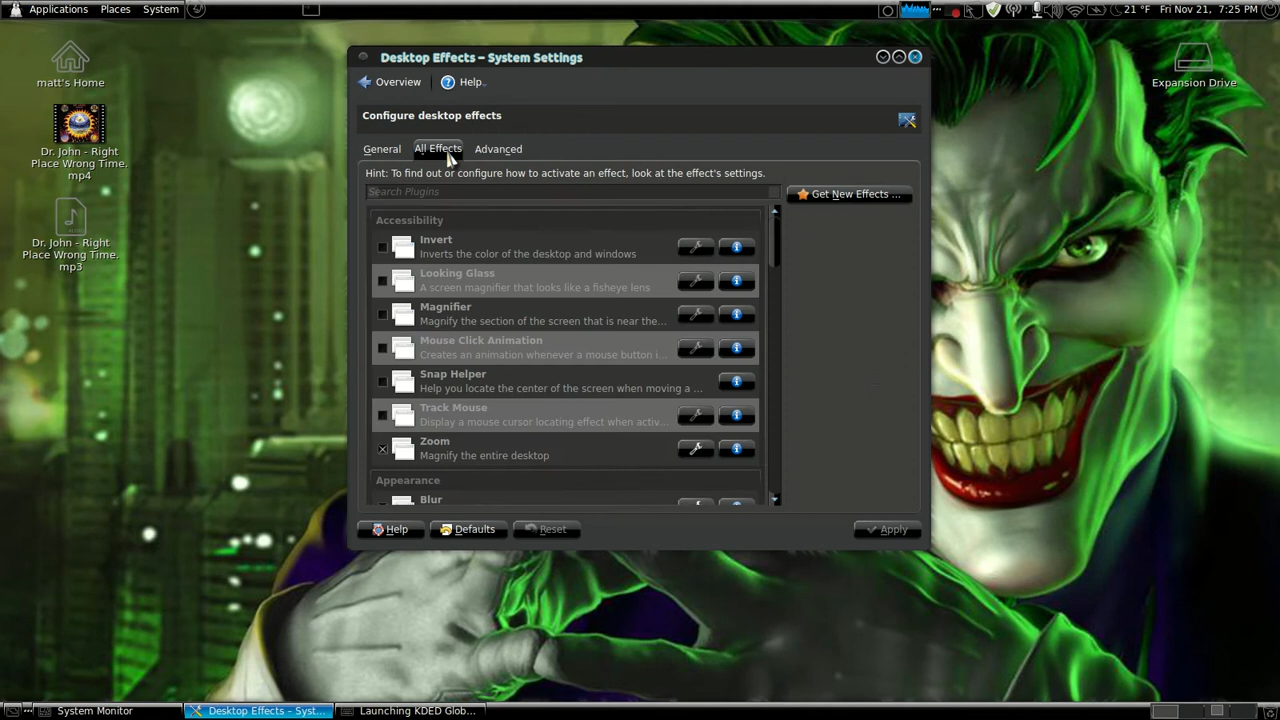 Applications Places System
21 °F Fri Nov 21, 7:25 PM
matt's Home
Dr. John - Right
Place Wrong Time.
mp4
Dr. John - Right
Place Wrong Time.
mp3
Expansion Drive
Desktop Effects – System Settings
Overview Help
Configure desktop effects
General All Effects Advanced
Hint: To find out or configure how to activate an effect, look at the effect's settings.
Search Plugins
Get New Effects ...
Accessibility
Invert
Inverts the color of the desktop and windows
Looking Glass
A screen magnifier that looks like a fisheye lens
Magnifier
Magnify the section of the screen that is near the...
Mouse Click Animation
Creates an animation whenever a mouse button i...
Snap Helper
Help you locate the center of the screen when moving a ...
Track Mouse
Display a mouse cursor locating effect when activ...
Zoom
Magnify the entire desktop
Appearance
Blur
Help Defaults Reset Apply
System Monitor Desktop Effects – Syst... Launching KDED Glob...